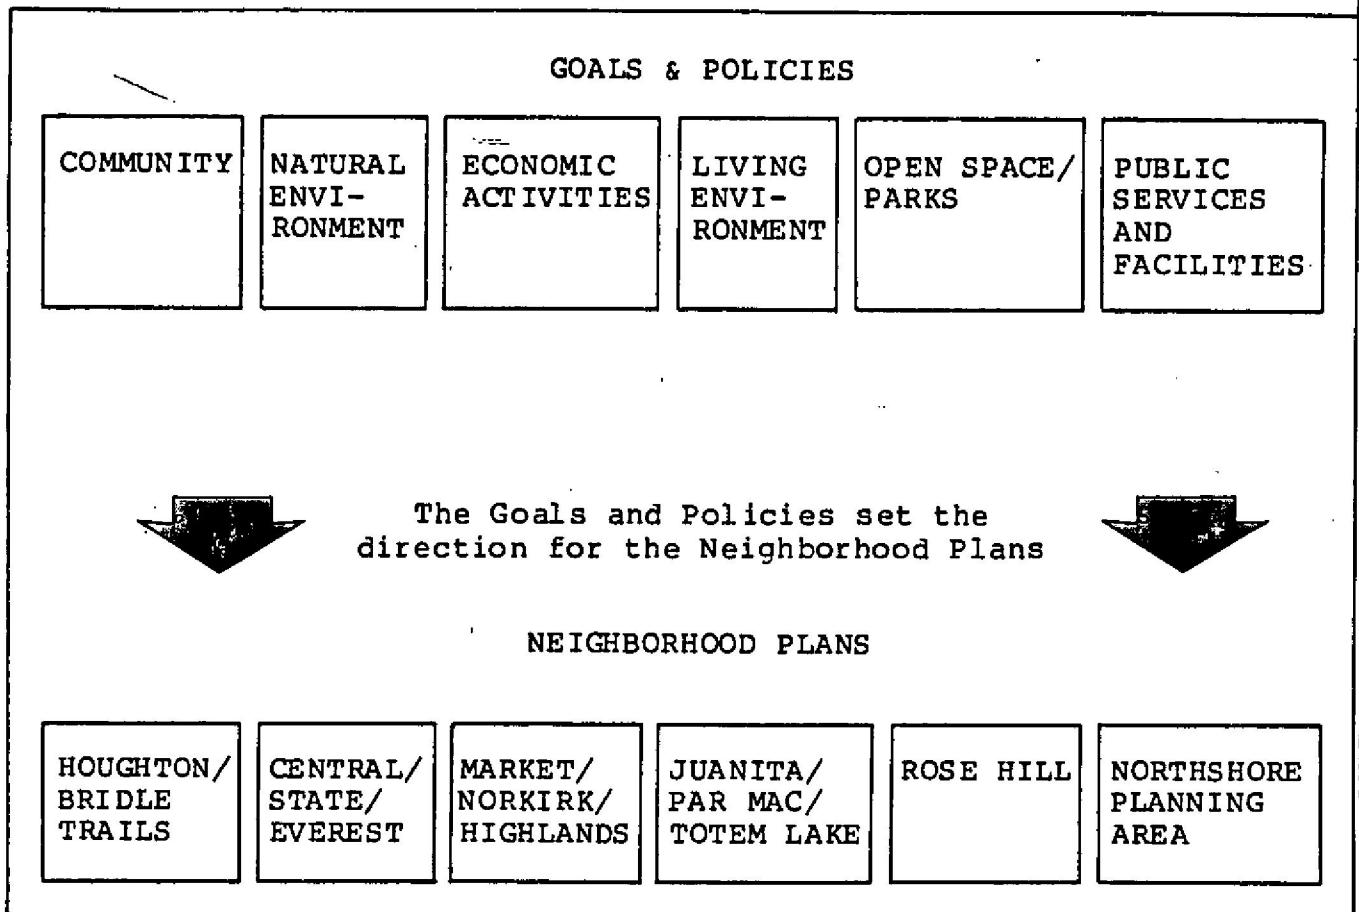 GOALS & POLICIES
COMMUNITY
NATURAL
ENVI-
RONMENT
ECONOMIC
ACTIVITIES
LIVING
ENVI-
RONMENT
OPEN SPACE/
PARKS
PUBLIC
SERVICES
AND
FACILITIES
The Goals and Policies set the
direction for the Neighborhood Plans
NEIGHBORHOOD PLANS
HOUGHTON/
BRIDLE
TRAILS
CENTRAL/
STATE/
EVEREST
MARKET/
NORKIRK/
HIGHLANDS
JUANITA/
PAR MAC/
TOTEM LAKE
ROSE HILL
NORTHSHORE
PLANNING
AREA